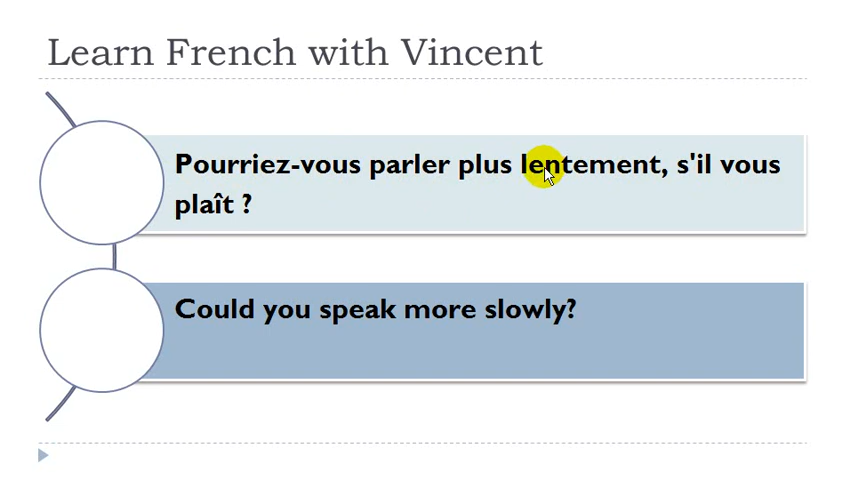 Learn French with Vincent
Pourriez-vous parler plus lentement, s'il vous
plaît ?
Could you speak more slowly?